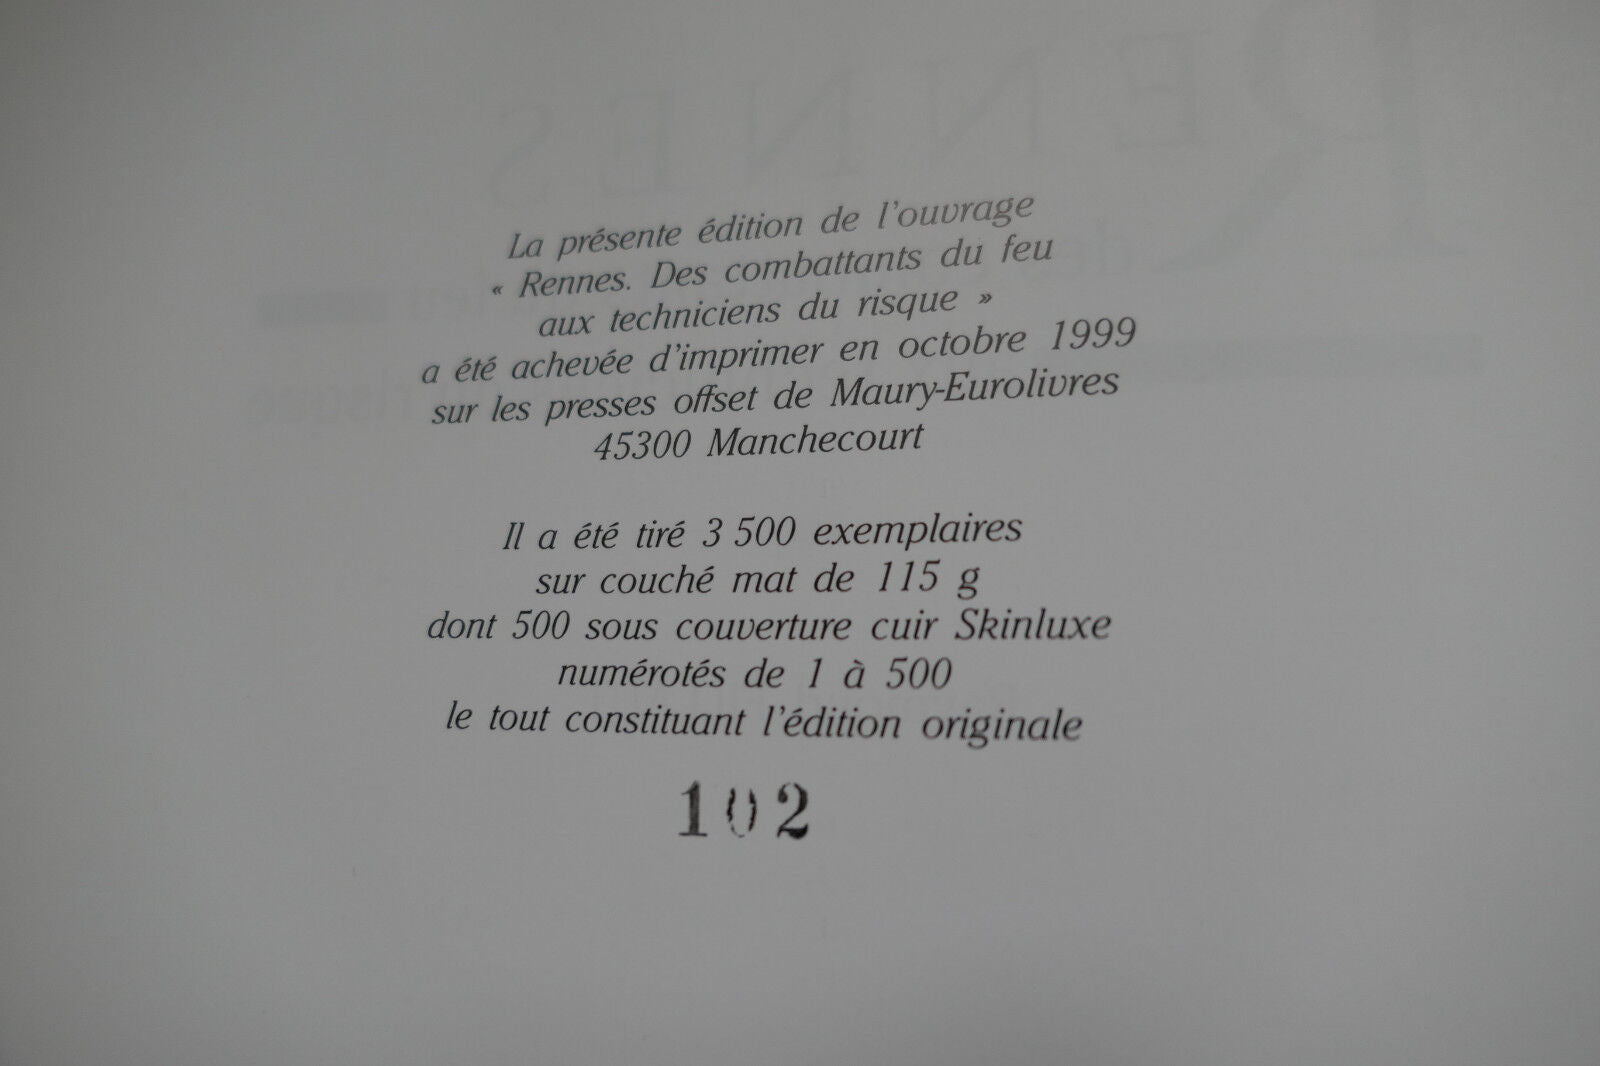 La présente édition de l'ouvrage
« Rennes. Des combattants du feu
aux techniciens du risque »
a été achevée d'imprimer en octobre 1999
sur les presses offset de Maury-Eurolivres
45300 Manchecourt
Il a été tiré 3 500 exemplaires
sur couché mat de 115 g
dont 500 sous couverture cuir Skinluxe
numérotés de 1 à 500
le tout constituant l'édition originale
102